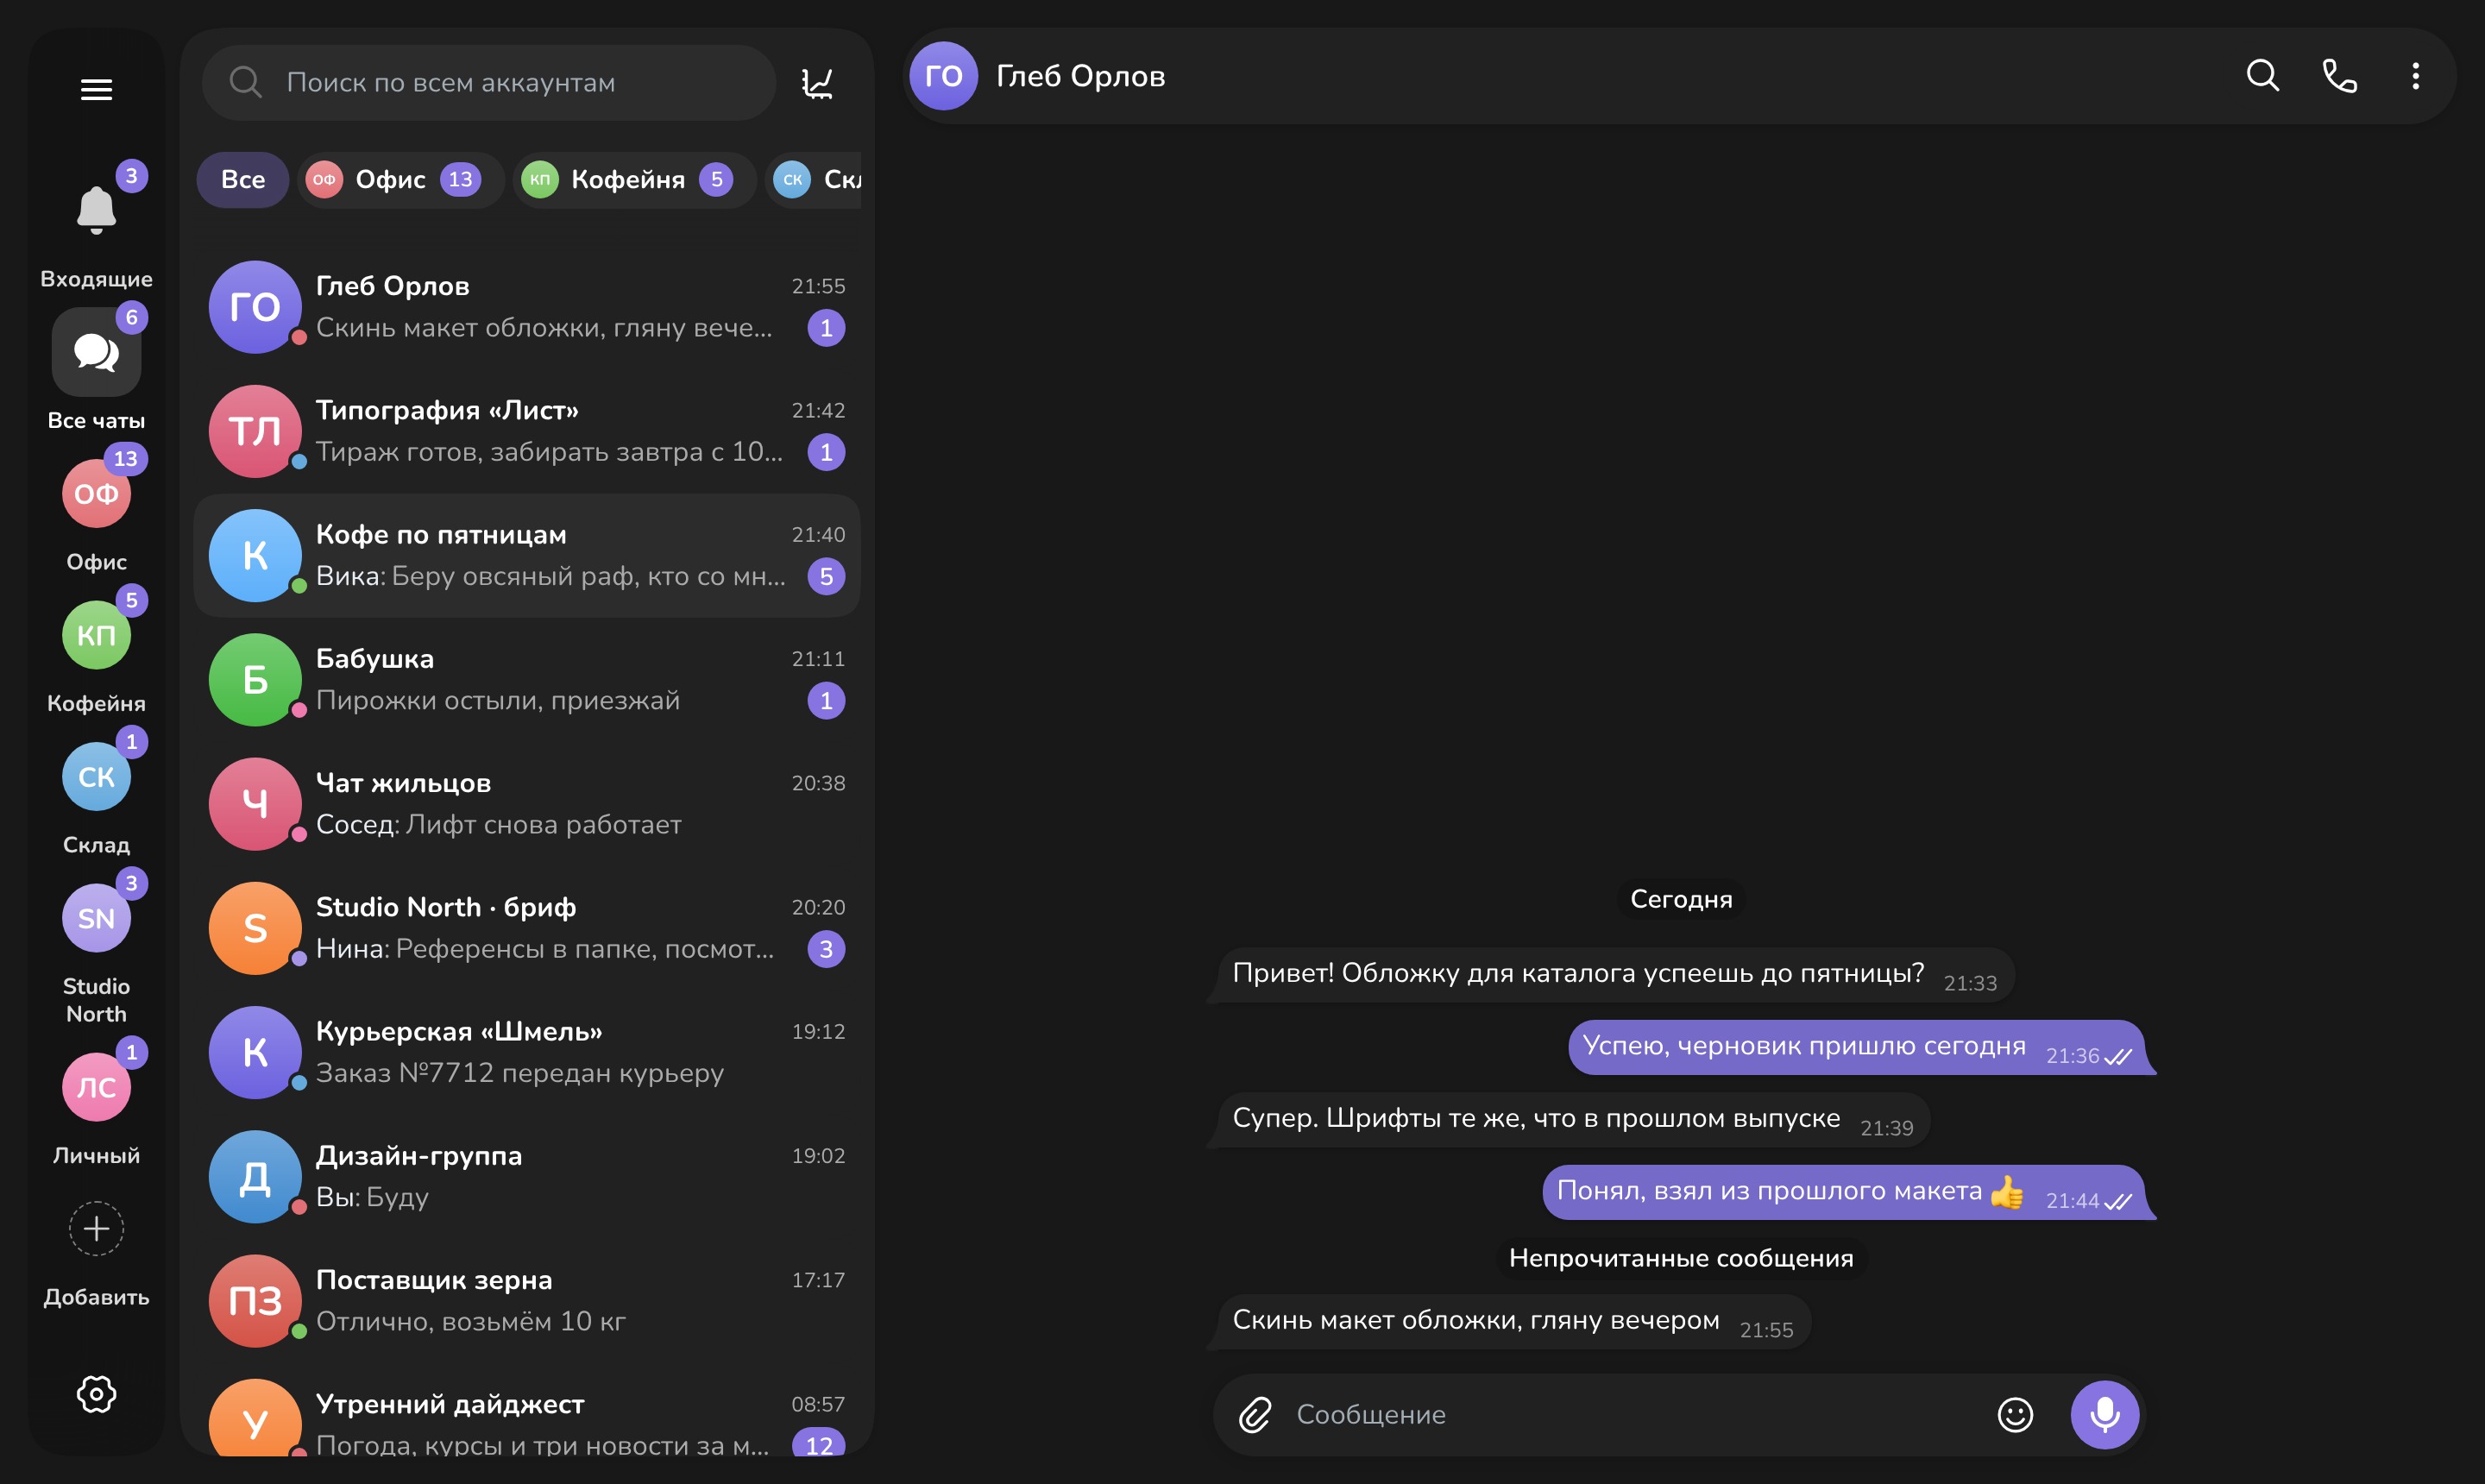 3
Входящие
6
Все чаты
13
ОФ
Офис
5
КП
Кофейня
1
СК
Склад
3
SN
Studio
North
1
ЛС
Личный
Добавить
Поиск по всем аккаунтам
Все
ОФ Офис 13
КП Кофейня 5
СК
ГО
Глеб Орлов 21:55
Скинь макет обложки, гляну вече... 1
ТЛ
Типография «Лист» 21:42
Тираж готов, забирать завтра с 10... 1
К
Кофе по пятницам 21:40
Вика: Беру овсяный раф, кто со мн... 5
Б
Бабушка 21:11
Пирожки остыли, приезжай 1
Ч
Чат жильцов 20:38
Сосед: Лифт снова работает
S
Studio North · бриф 20:20
Нина: Референсы в папке, посмот... 3
К
Курьерская «Шмель» 19:12
Заказ №7712 передан курьеру
Д
Дизайн-группа 19:02
Вы: Буду
ПЗ
Поставщик зерна 17:17
Отлично, возьмём 10 кг
У
Утренний дайджест 08:57
Погода, курсы и три новости за м... 12
ГО Глеб Орлов
Сегодня
Привет! Обложку для каталога успеешь до пятницы? 21:33
Успею, черновик пришлю сегодня 21:36
Супер. Шрифты те же, что в прошлом выпуске 21:39
Понял, взял из прошлого макета 👍 21:44
Непрочитанные сообщения
Скинь макет обложки, гляну вечером 21:55
Сообщение